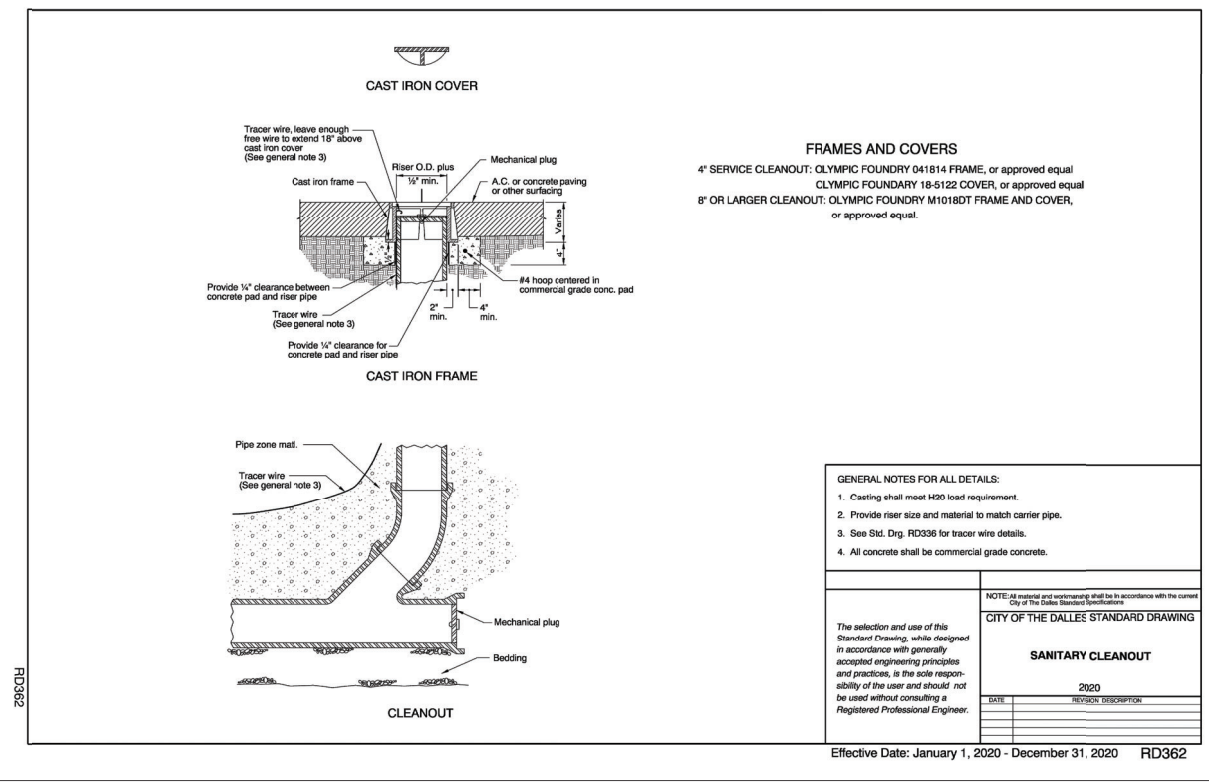 CAST IRON COVER
Tracer wire, leave enough
free wire to extend 18" above
cast iron cover
(See general note 3)
Riser O.D. plus
½" min.
Mechanical plug
Cast iron frame
A.C. or concrete paving
or other surfacing
Varies
4"
½"
Provide ¼" clearance between
concrete pad and riser pipe
#4 hoop centered in
commercial grade conc. pad
Tracer wire
(See general note 3)
2"
min.
4"
min.
Provide ¼" clearance for
concrete pad and riser pipe
CAST IRON FRAME
FRAMES AND COVERS
4" SERVICE CLEANOUT: OLYMPIC FOUNDRY 041814 FRAME, or approved equal
CLYMPIC FOUNDARY 18-5122 COVER, or approved equal
8" OR LARGER CLEANOUT: OLYMPIC FOUNDRY M1018DT FRAME AND COVER,
or approved equal.
Pipe zone matl.
Tracer wire
(See general note 3)
Mechanical plug
Bedding
CLEANOUT
GENERAL NOTES FOR ALL DETAILS:
1. Casting shall meet H20 load requirement.
2. Provide riser size and material to match carrier pipe.
3. See Std. Drg. RD336 for tracer wire details.
4. All concrete shall be commercial grade concrete.
The selection and use of this
Standard Drawing, while designed
in accordance with generally
accepted engineering principles
and practices, is the sole respon-
sibility of the user and should not
be used without consulting a
Registered Professional Engineer.
NOTE: All material and workmanship shall be in accordance with the current
City of The Dalles Standard Specifications
CITY OF THE DALLES STANDARD DRAWING
SANITARY CLEANOUT
2020
DATE REVISION DESCRIPTION
Effective Date: January 1, 2020 - December 31, 2020 RD362
RD362